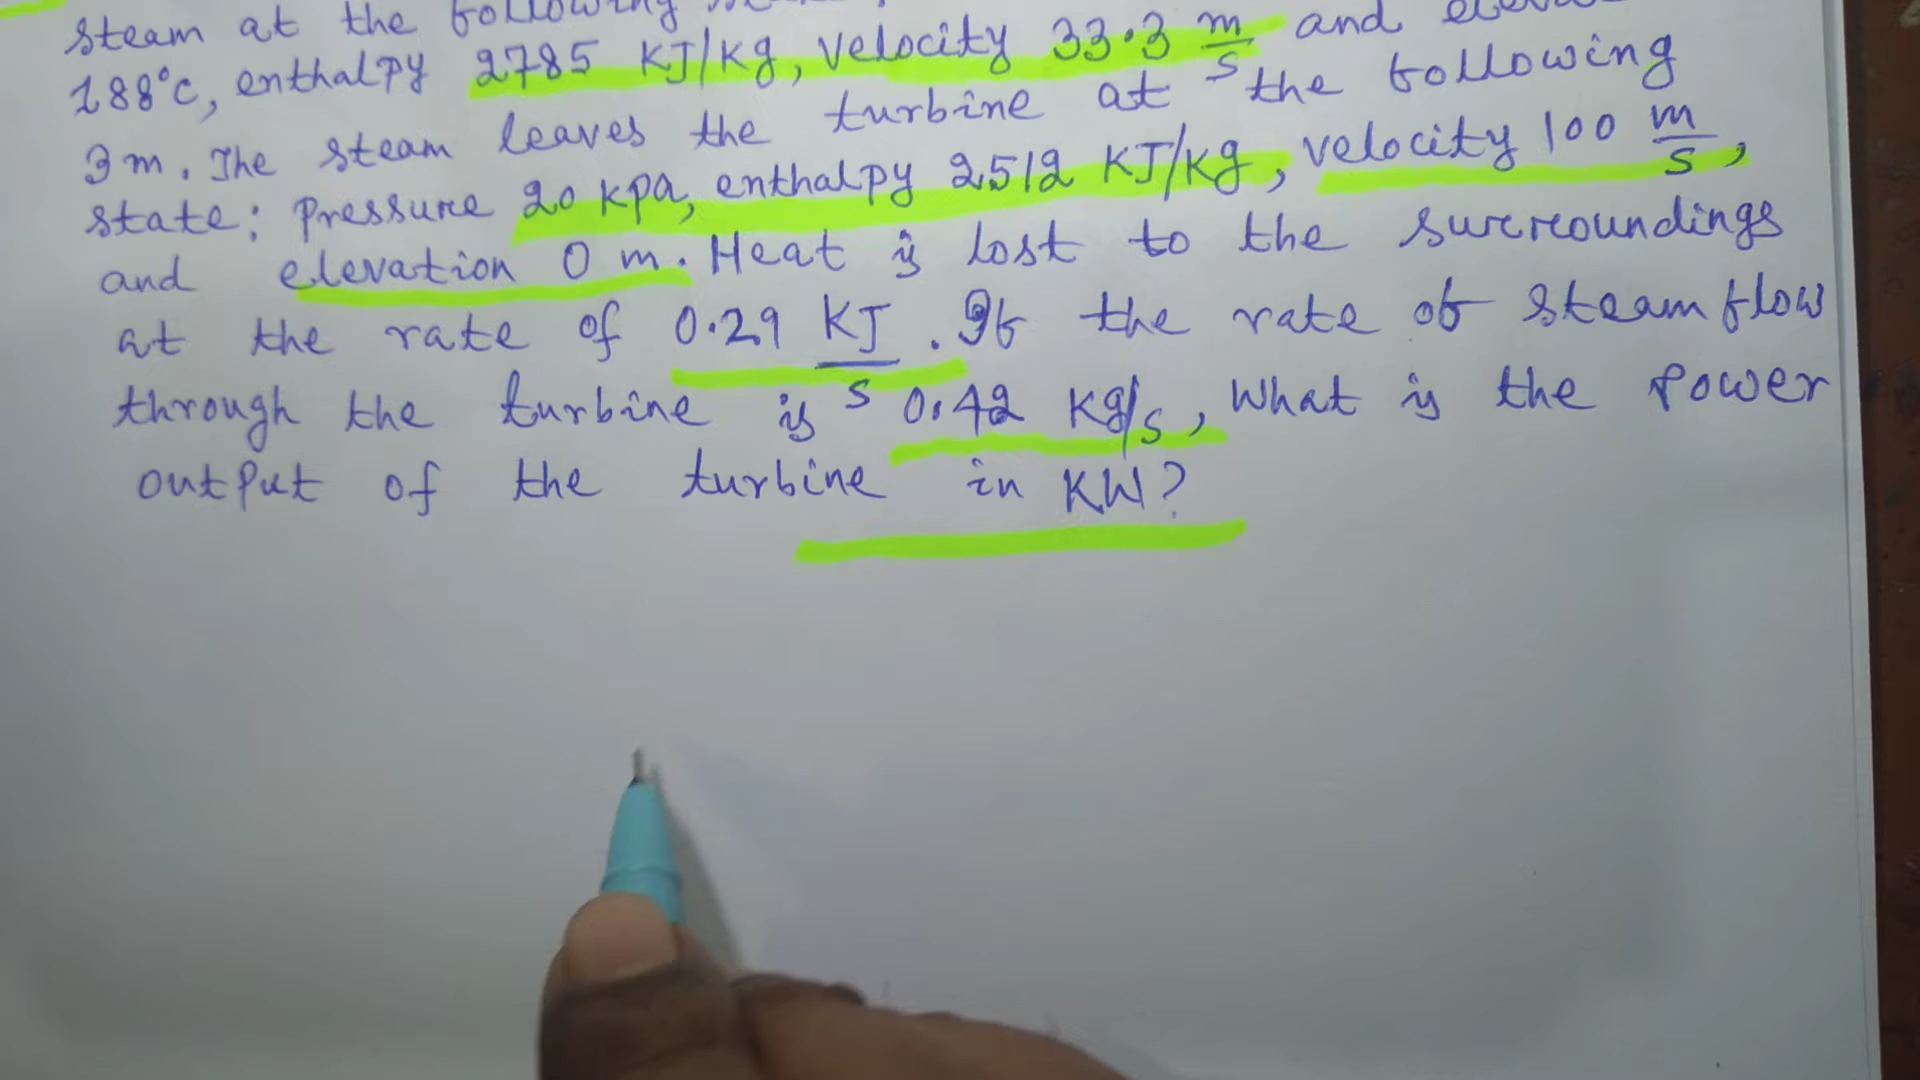 steam at the following
188°c, enthalpy 2785 KJ/Kg, velocity 33.3 m/s and
3m. The steam leaves the turbine at the following
state: Pressure 20 kpa, enthalpy 2512 KJ/Kg, velocity 100 m/s,
and elevation 0 m. Heat is lost to the surroundings
at the rate of 0.29 KJ/s. If the rate of steam flow
through the turbine is 0.42 Kg/s, What is the Power
output of the turbine in KW?